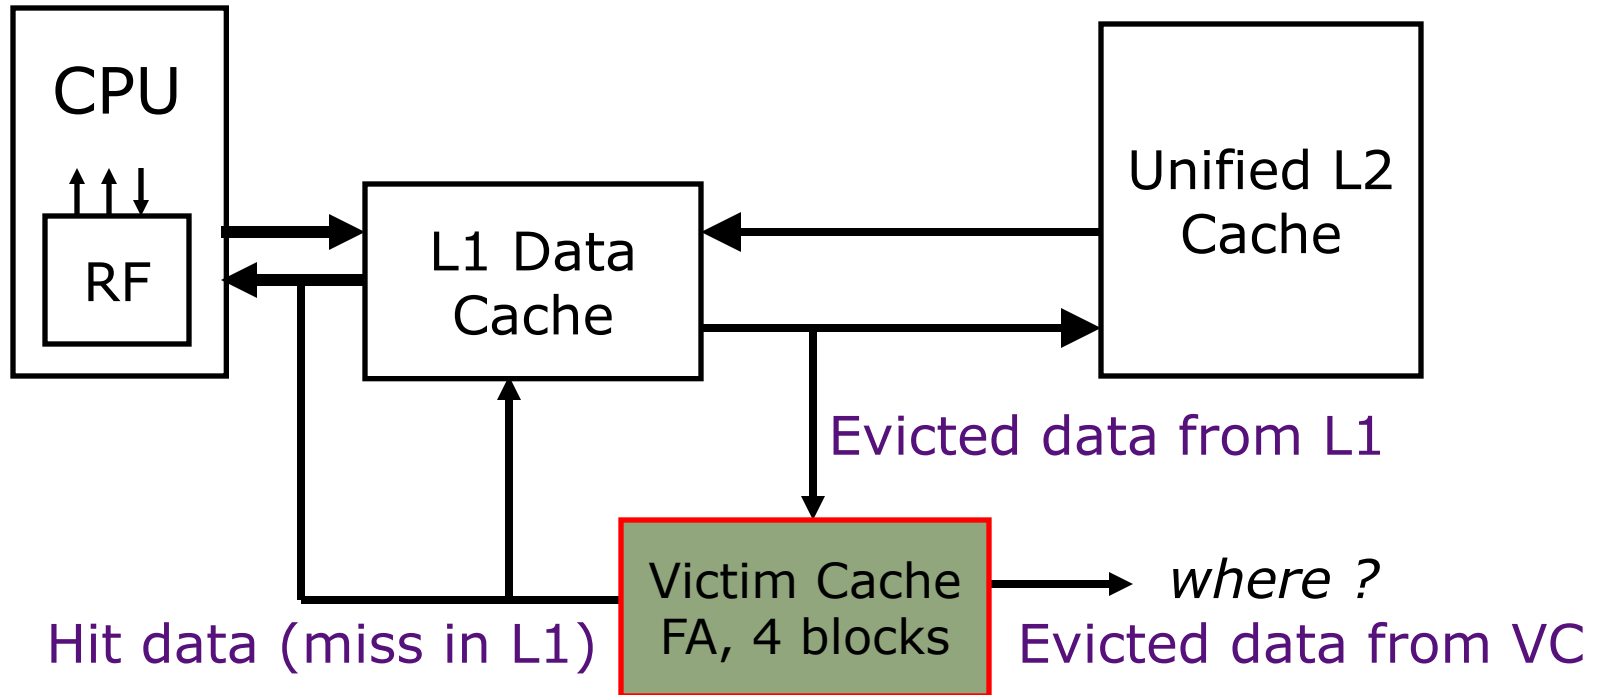 CPU
RF
L1 Data
Cache
Unified L2
Cache
Evicted data from L1
Victim Cache
FA, 4 blocks
where ?
Hit data (miss in L1)
Evicted data from VC